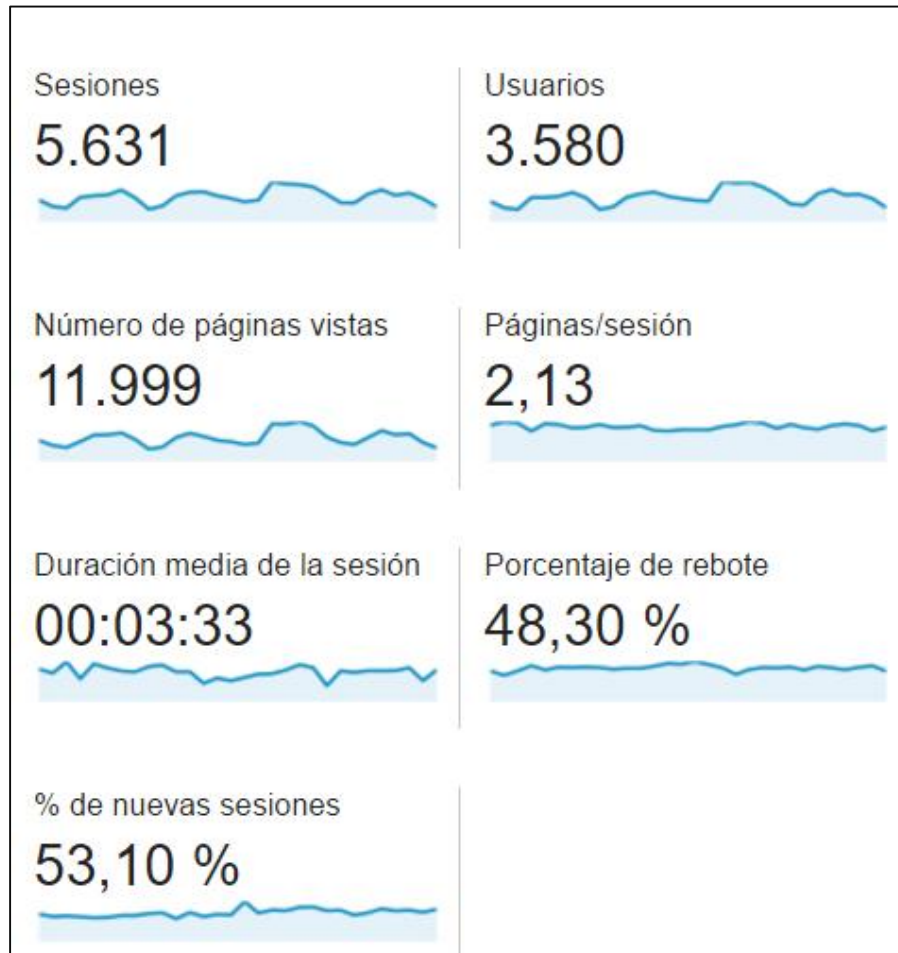 Sesiones
5.631
Usuarios
3.580
Número de páginas vistas
11.999
Páginas/sesión
2,13
Duración media de la sesión
00:03:33
Porcentaje de rebote
48,30 %
% de nuevas sesiones
53,10 %